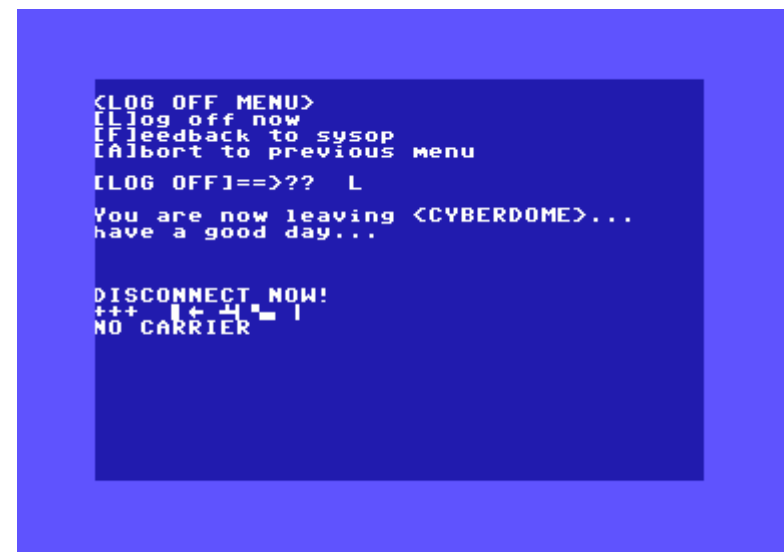 <LOG OFF MENU>
[L]og off now
[F]eedback to sysop
[A]bort to previous menu
[LOG OFF]==>??  L
You are now leaving <CYBERDOME>...
have a good day...
DISCONNECT NOW!
+++
NO CARRIER